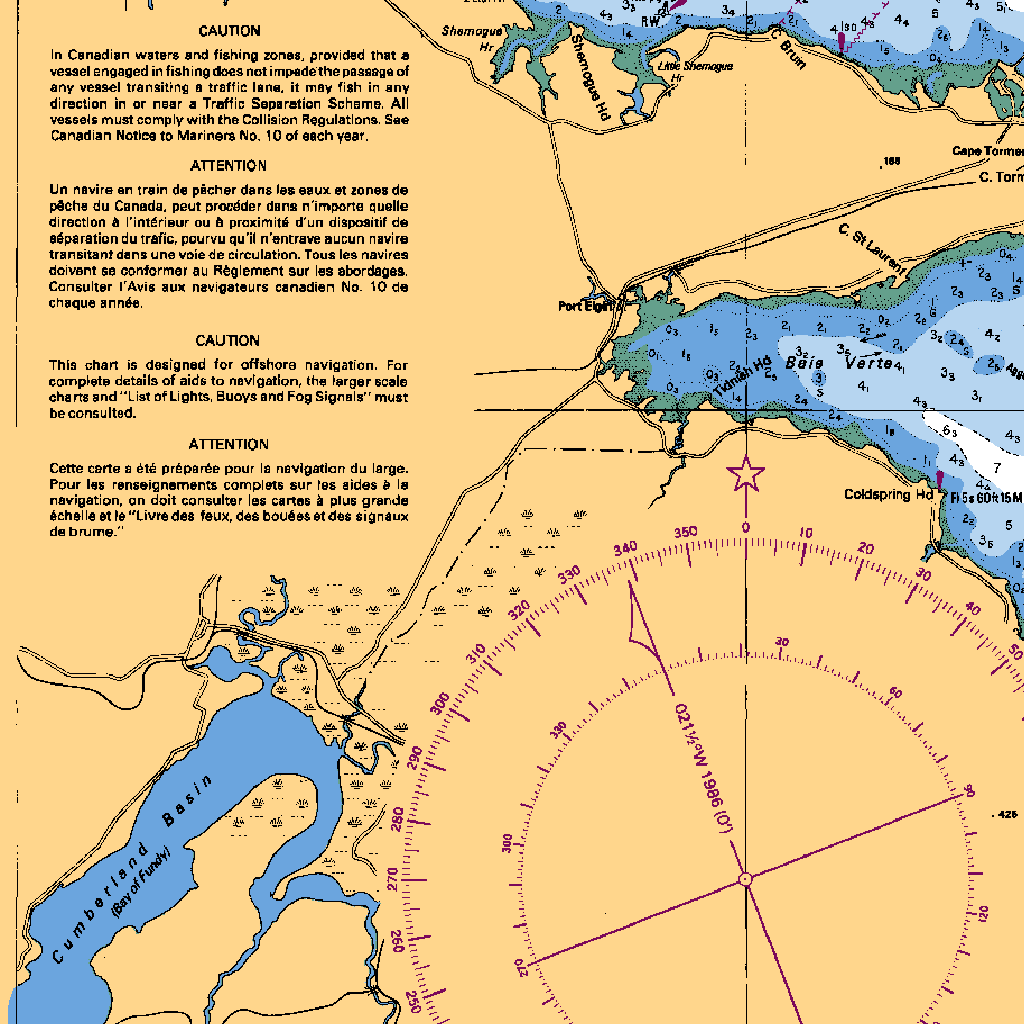 CAUTION
In Canadian waters and fishing zones, provided that a
vessel engaged in fishing does not impede the passage of
any vessel transiting a traffic lane, it may fish in any
direction in or near a Traffic Separation Scheme. All
vessels must comply with the Collision Regulations. See
Canadian Notice to Mariners No. 10 of each year.
ATTENTION
Un navire en train de pêcher dans les eaux et zones de
pêche du Canada, peut procéder dans n'importe quelle
direction à l'intérieur ou à proximité d'un dispositif de
séparation du trafic, pourvu qu'il n'entrave aucun navire
transitant dans une voie de circulation. Tous les navires
doivent se conformer au Règlement sur les abordages.
Consulter l'Avis aux navigateurs canadien No. 10 de
chaque année.
CAUTION
This chart is designed for offshore navigation. For
complete details of aids to navigation, the larger scale
charts and "List of Lights, Buoys and Fog Signals" must
be consulted.
ATTENTION
Cette carte a été préparée pour la navigation du large.
Pour les renseignements complets sur les aides à la
navigation, on doit consulter les cartes à plus grande
échelle et le "Livre des feux, des bouées et des signaux
de brume."
Shemogue
Hr
Shemogue Hd
RW
Little Shemogue
Hr
C. Brum
168
Cape Tormen
C. Torm
C. St Laurent
Port Elgin
Baie Verte
Tidnish Hd
Coldspring Hd
Fl 5s 60ft 15M
Cumberland Basin
(Bay of Fundy)
021½°W 1986 (0')
250
260
270
280
290
300
310
320
330
340
350
0
10
20
30
40
50
270
300
330
30
60
90
120
426